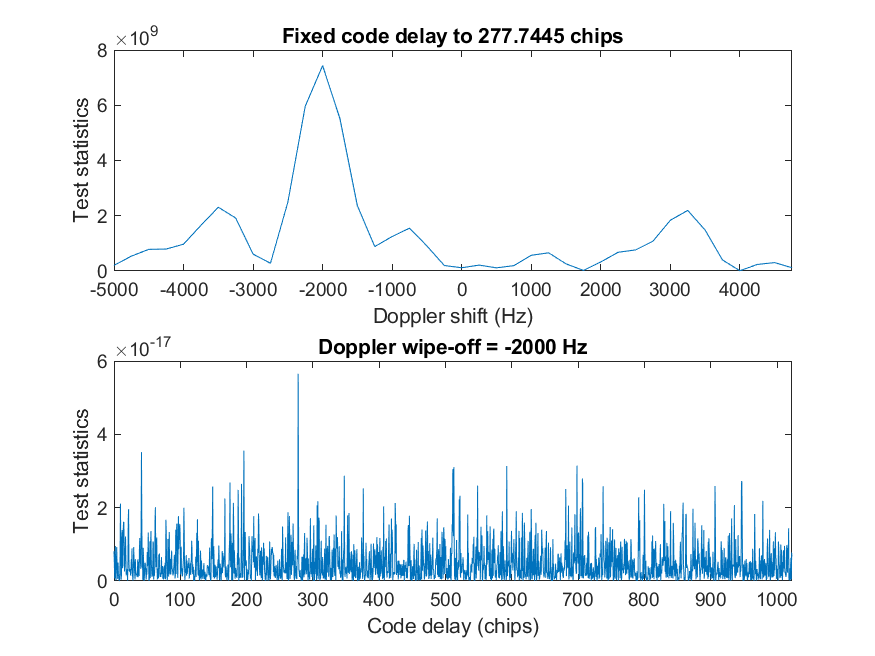 ×10^9
Fixed code delay to 277.7445 chips
8
6
4
2
0
Test statistics
-5000 -4000 -3000 -2000 -1000 0 1000 2000 3000 4000
Doppler shift (Hz)
×10^-17
Doppler wipe-off = -2000 Hz
6
4
2
0
Test statistics
0 100 200 300 400 500 600 700 800 900 1000
Code delay (chips)